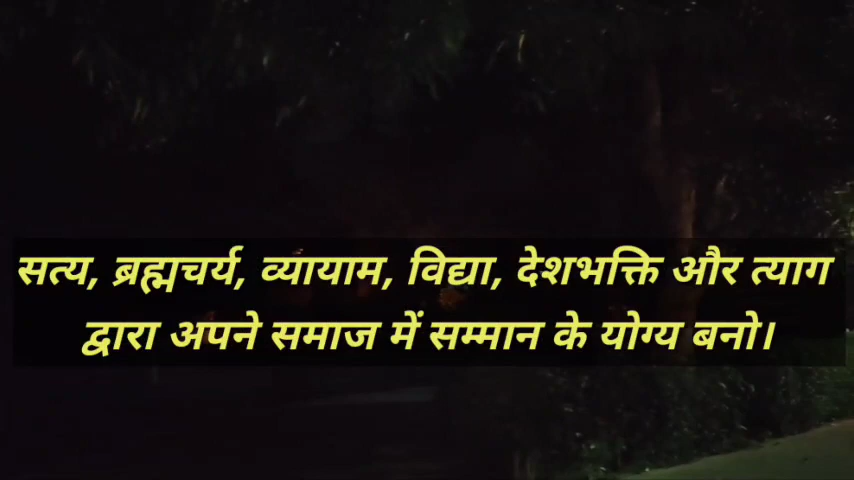 सत्य, ब्रह्मचर्य, व्यायाम, विद्या, देशभक्ति और त्याग
द्वारा अपने समाज में सम्मान के योग्य बनो।